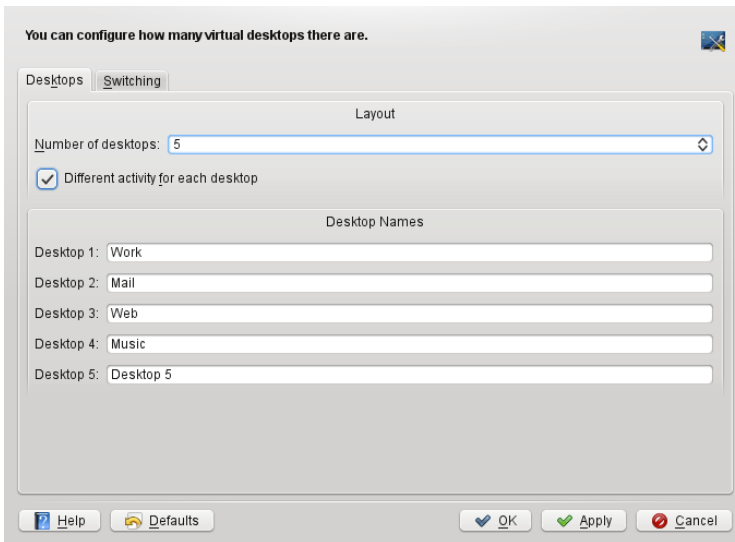 You can configure how many virtual desktops there are.
Desktops Switching
Layout
Number of desktops: 5
Different activity for each desktop
Desktop Names
Desktop 1: Work
Desktop 2: Mail
Desktop 3: Web
Desktop 4: Music
Desktop 5: Desktop 5
Help Defaults OK Apply Cancel